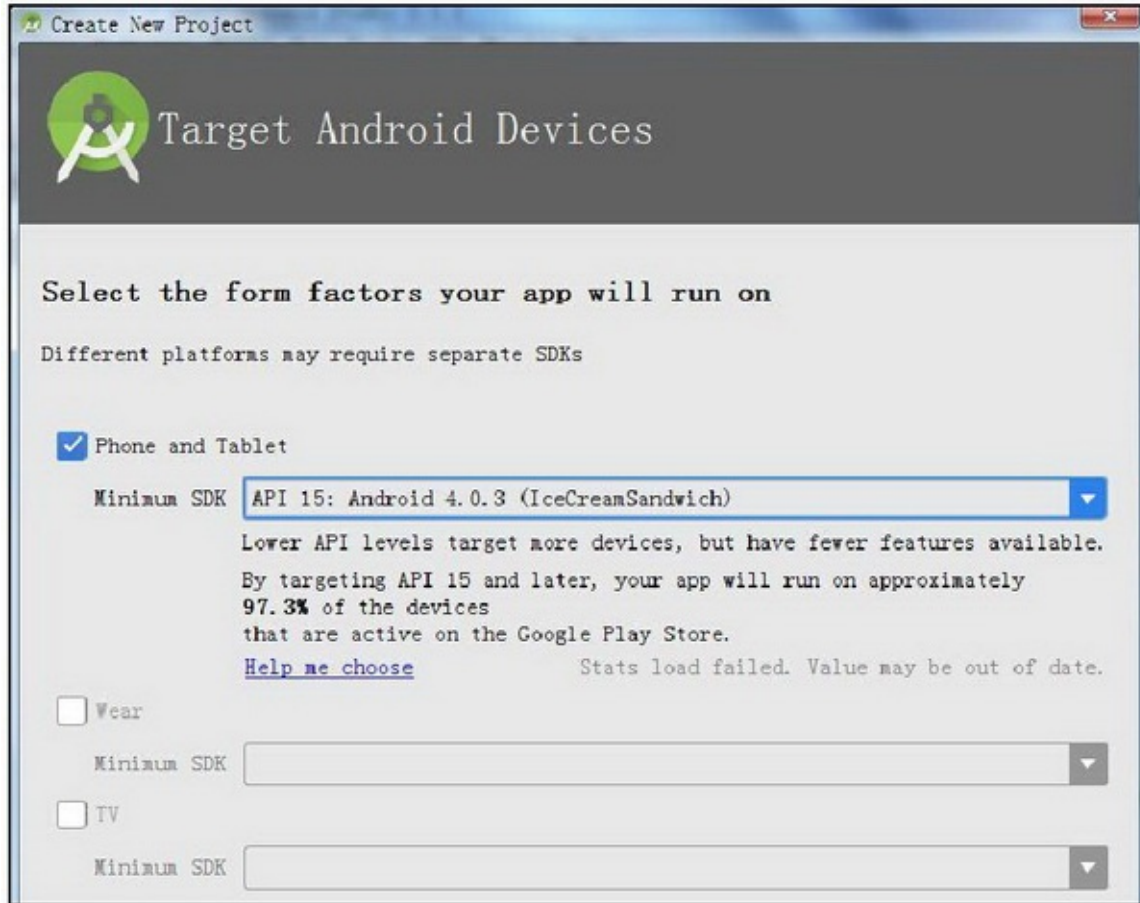 Create New Project
Target Android Devices
Select the form factors your app will run on
Different platforms may require separate SDKs
Phone and Tablet
Minimum SDK API 15: Android 4.0.3 (IceCreamSandwich)
Lower API levels target more devices, but have fewer features available.
By targeting API 15 and later, your app will run on approximately
97.3% of the devices
that are active on the Google Play Store.
Help me choose Stats load failed. Value may be out of date.
Wear
Minimum SDK
TV
Minimum SDK